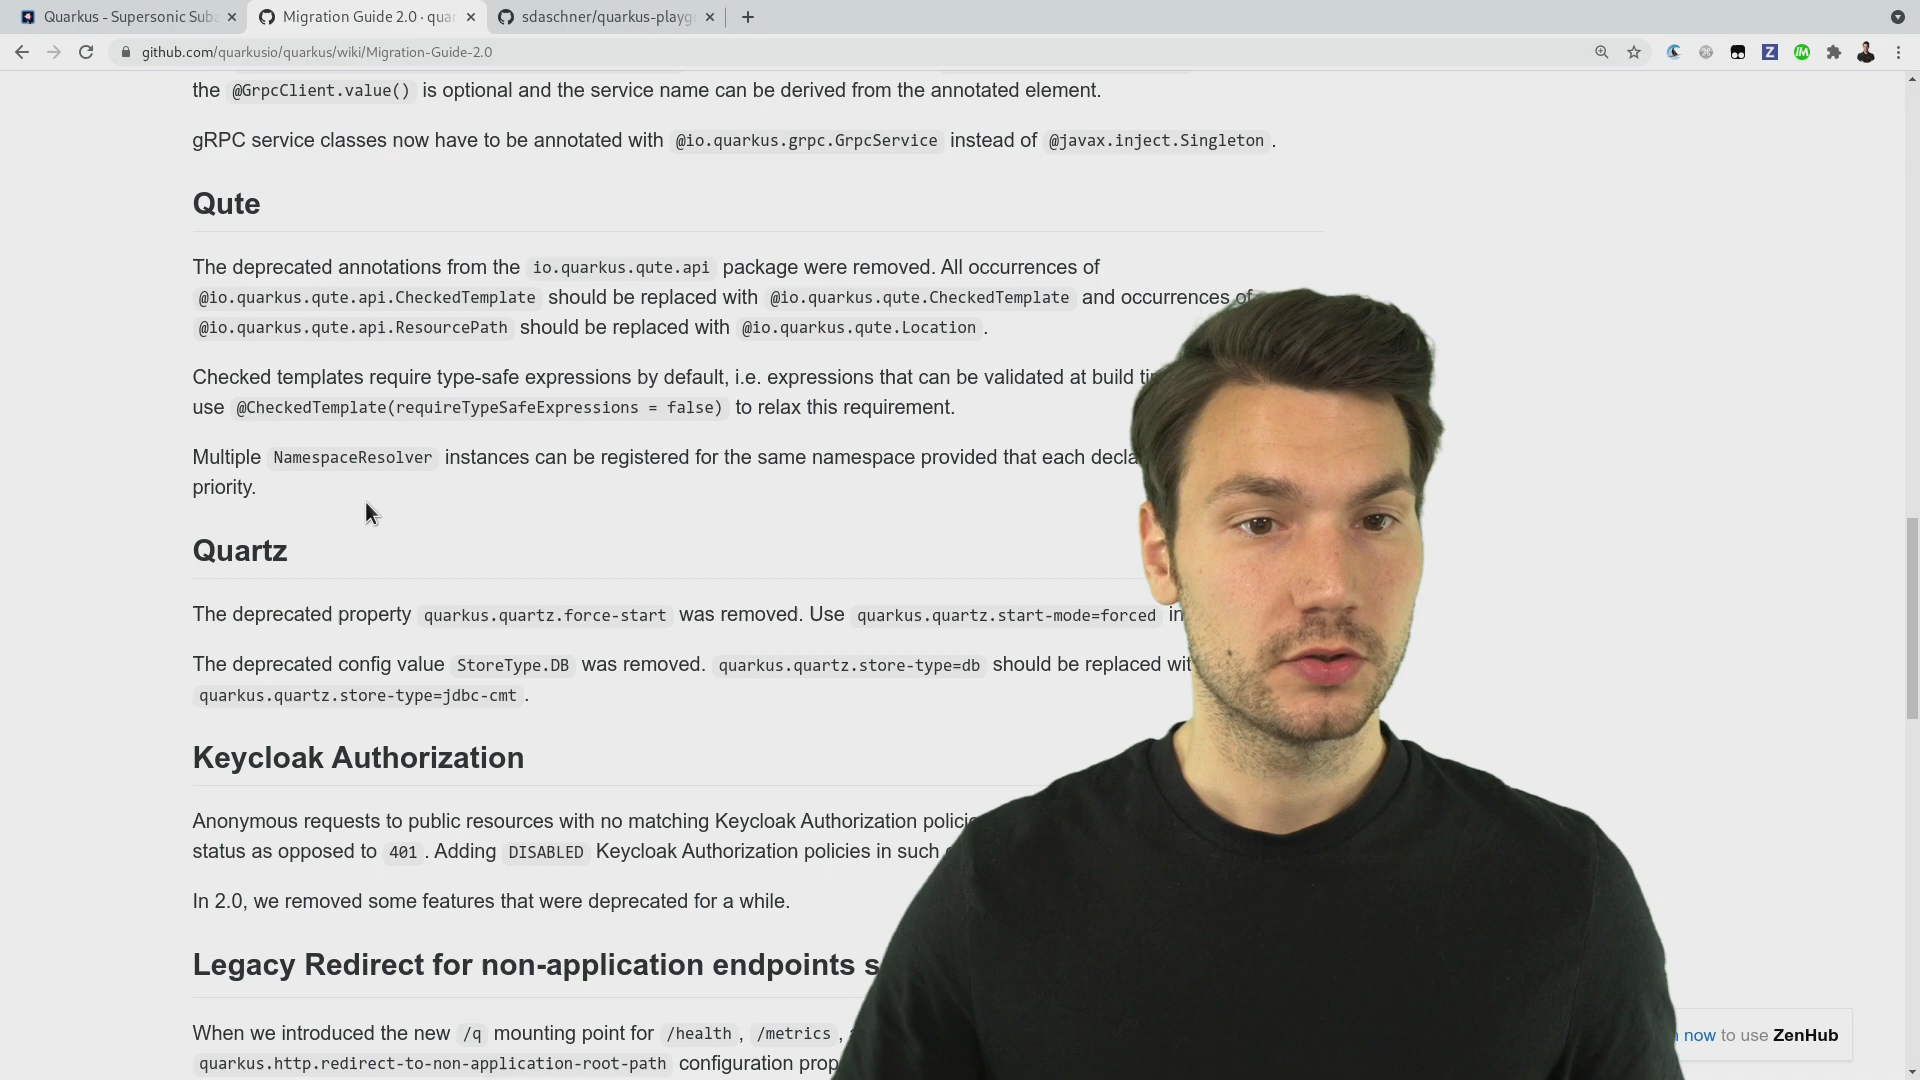 Quarkus - Supersonic Suba
Migration Guide 2.0 · quar
sdaschner/quarkus-playg
github.com/quarkusio/quarkus/wiki/Migration-Guide-2.0
the @GrpcClient.value() is optional and the service name can be derived from the annotated element.
gRPC service classes now have to be annotated with @io.quarkus.grpc.GrpcService instead of @javax.inject.Singleton .
Qute
The deprecated annotations from the io.quarkus.qute.api package were removed. All occurrences of
@io.quarkus.qute.api.CheckedTemplate should be replaced with @io.quarkus.qute.CheckedTemplate and occurrences of
@io.quarkus.qute.api.ResourcePath should be replaced with @io.quarkus.qute.Location .
Checked templates require type-safe expressions by default, i.e. expressions that can be validated at build
use @CheckedTemplate(requireTypeSafeExpressions = false) to relax this requirement.
Multiple NamespaceResolver instances can be registered for the same namespace provided that each
priority.
Quartz
The deprecated property quarkus.quartz.force-start was removed. Use quarkus.quartz.start-mode=forced in
The deprecated config value StoreType.DB was removed. quarkus.quartz.store-type=db should be replaced
quarkus.quartz.store-type=jdbc-cmt .
Keycloak Authorization
Anonymous requests to public resources with no matching Keycloak Authorization
status as opposed to 401 . Adding DISABLED Keycloak Authorization policies in such
In 2.0, we removed some features that were deprecated for a while.
Legacy Redirect for non-application endpoints s
When we introduced the new /q mounting point for /health , /metrics ,
quarkus.http.redirect-to-non-application-root-path configuration prop
now to use ZenHub